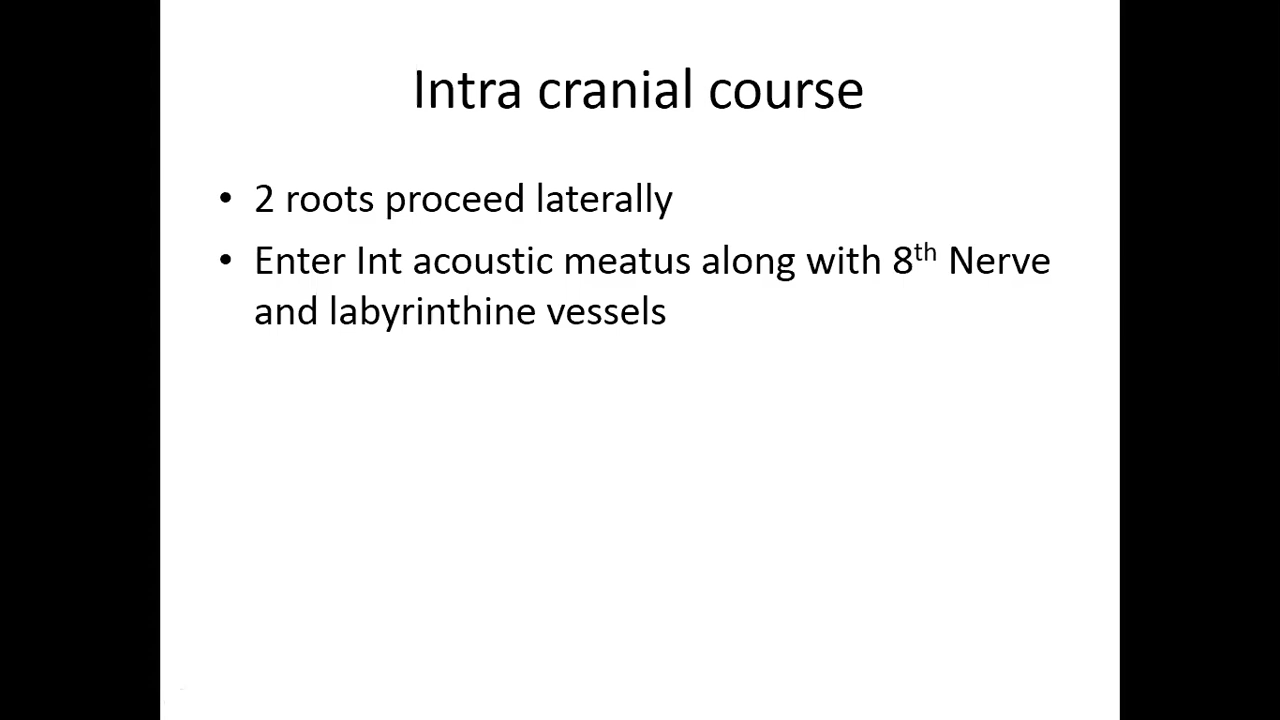 Intra cranial course
• 2 roots proceed laterally
• Enter Int acoustic meatus along with 8th Nerve
and labyrinthine vessels